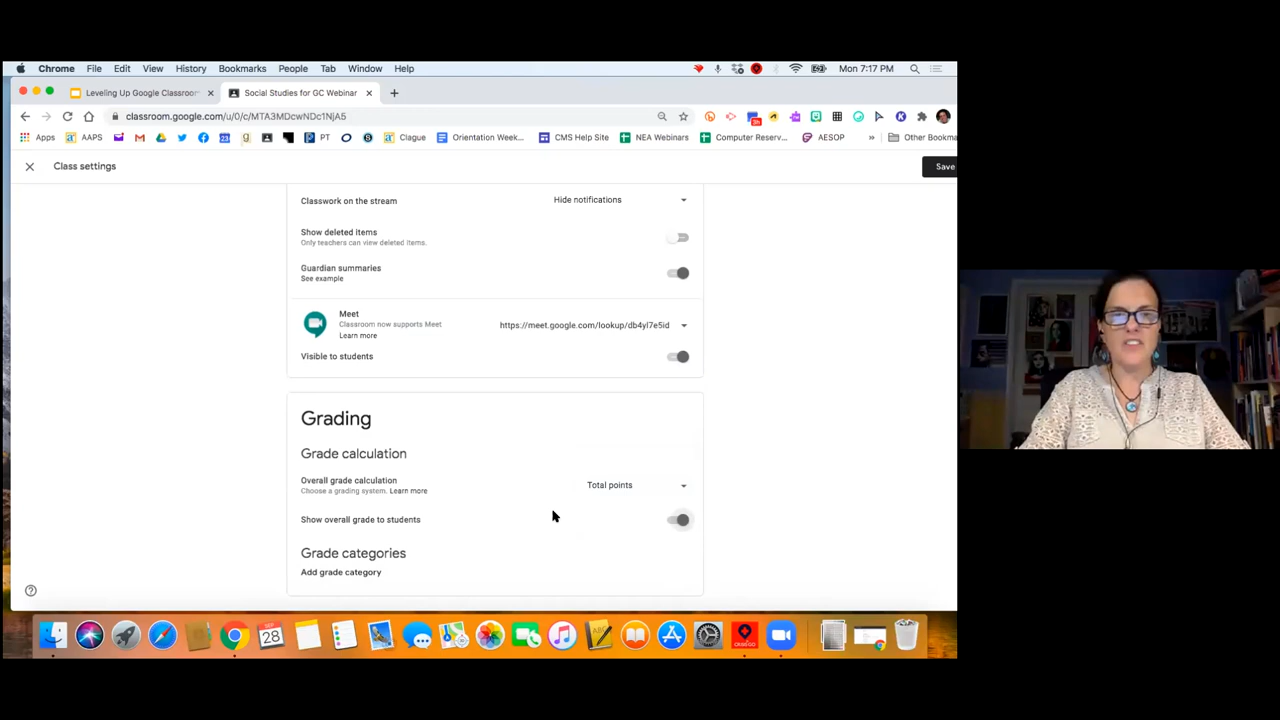 Chrome File Edit View History Bookmarks People Tab Window Help Mon 7:17 PM
Leveling Up Google Classroom Social Studies for GC Webinar
classroom.google.com/u/0/c/MTA3MDcwNDc1NjA5
Apps AAPS PT Clague Orientation Week... CMS Help Site NEA Webinars Computer Reserv... AESOP Other Bookma
Class settings Save
Classwork on the stream Hide notifications
Show deleted items
Only teachers can view deleted items.
Guardian summaries
See example
Meet
Classroom now supports Meet
https://meet.google.com/lookup/db4yl7e5id
Learn more
Visible to students
Grading
Grade calculation
Overall grade calculation
Total points
Choose a grading system. Learn more
Show overall grade to students
Grade categories
Add grade category
28